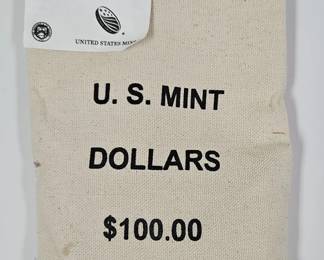 UNITED STATES MINT
U. S. MINT
DOLLARS
$100.00